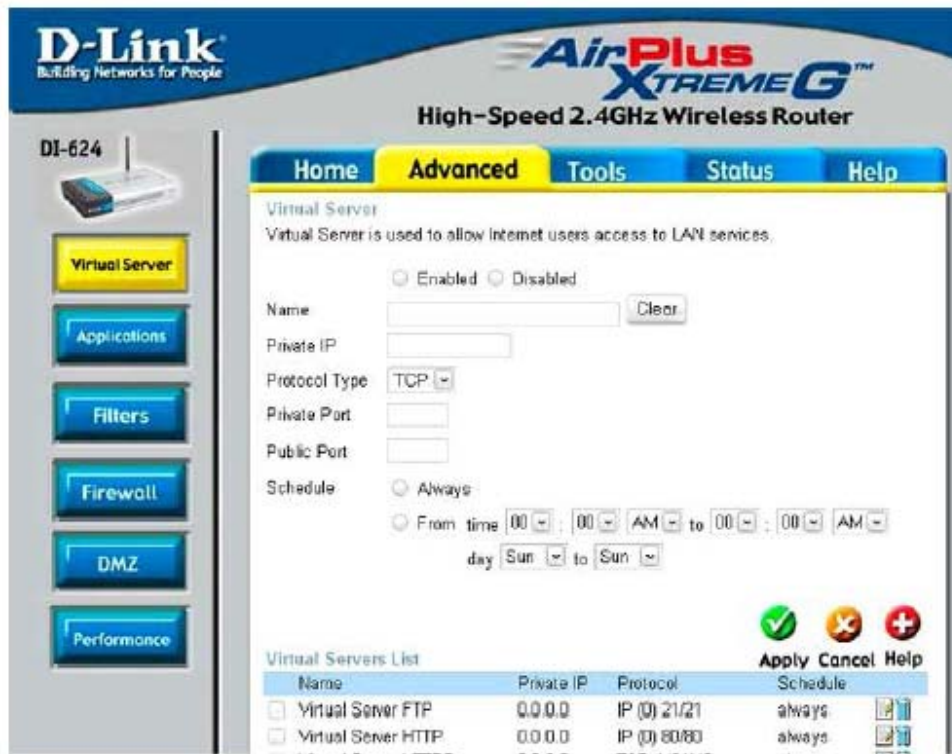 D-Link
Building Networks for People
AirPlus
XTREME G™
High-Speed 2.4GHz Wireless Router
DI-624
Home Advanced Tools Status Help
Virtual Server
Applications
Filters
Firewall
DMZ
Performance
Virtual Server
Virtual Server is used to allow Internet users access to LAN services.
Enabled Disabled
Name Clear
Private IP
Protocol Type TCP
Private Port
Public Port
Schedule Always
From time 00 : 00 AM to 00 : 00 AM
day Sun to Sun
Apply Cancel Help
Virtual Servers List
Name Private IP Protocol Schedule
Virtual Server FTP 0.0.0.0 IP (0) 21/21 always
Virtual Server HTTP 0.0.0.0 IP (0) 80/80 always